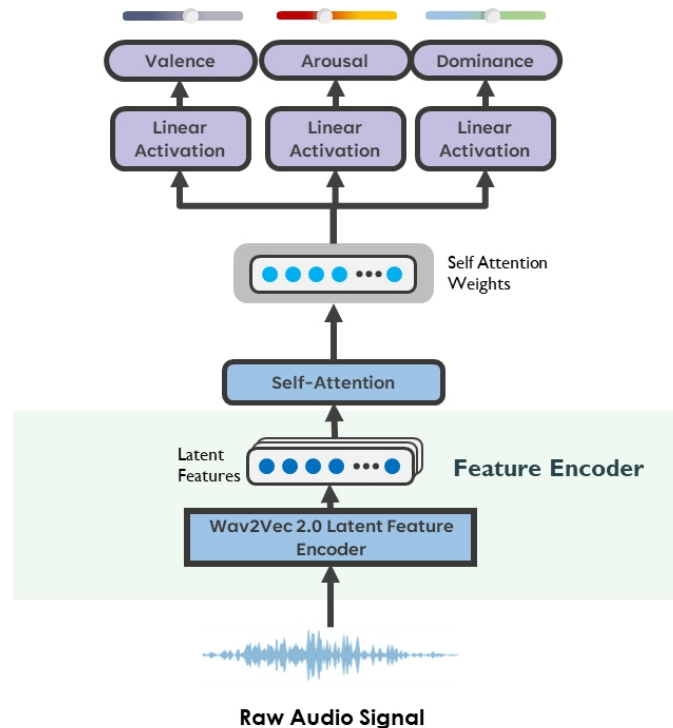 Valence
Arousal
Dominance
Linear
Activation
Linear
Activation
Linear
Activation
Self Attention
Weights
Self-Attention
Latent
Features
Feature Encoder
Wav2Vec 2.0 Latent Feature
Encoder
Raw Audio Signal